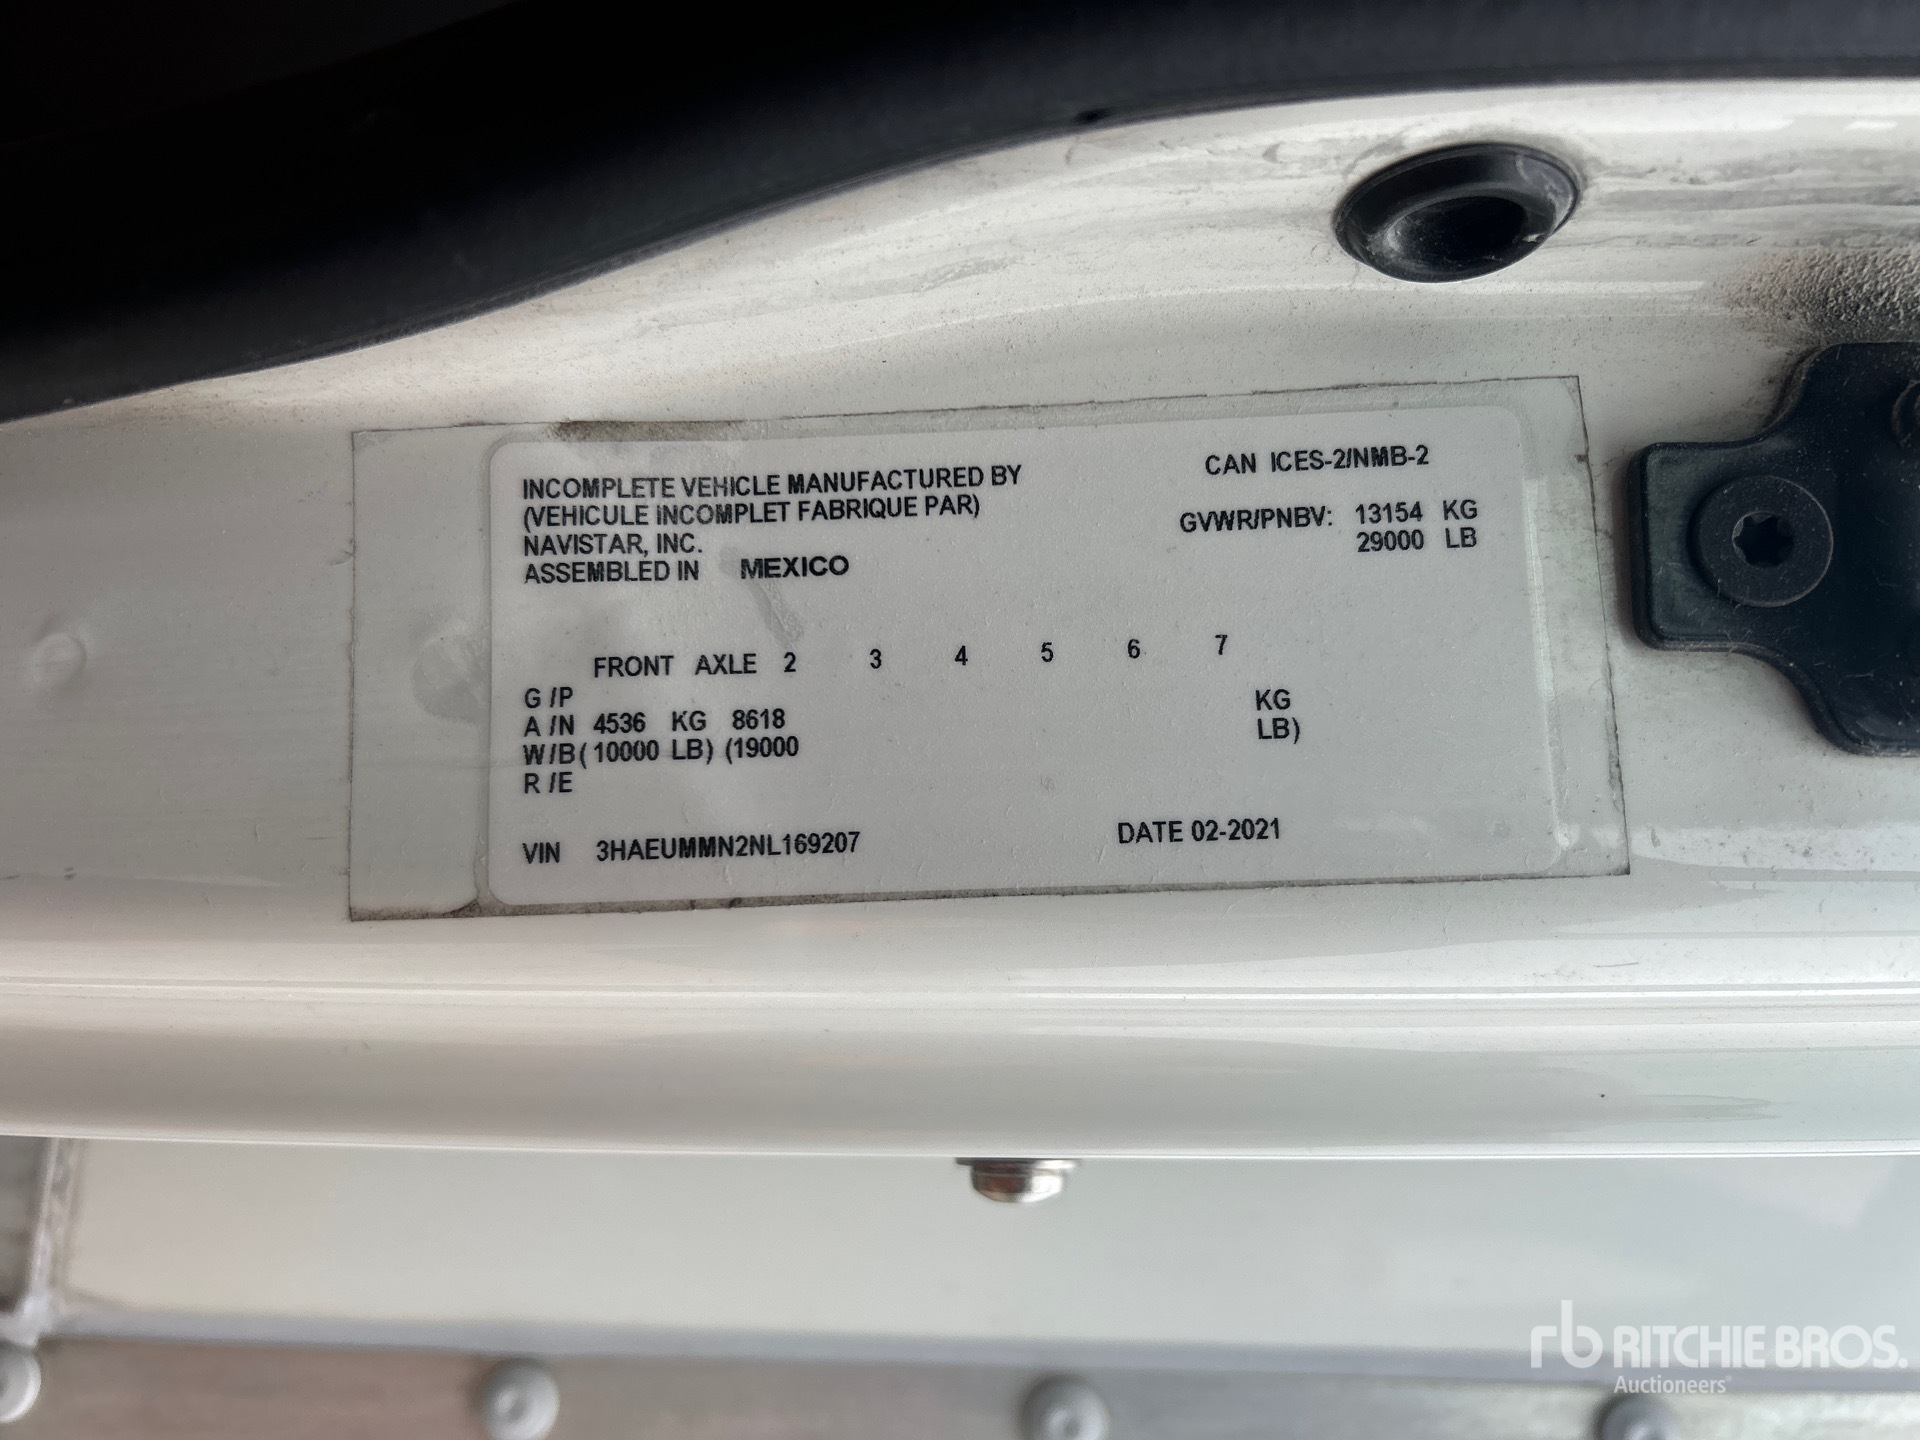 INCOMPLETE VEHICLE MANUFACTURED BY
(VEHICULE INCOMPLET FABRIQUE PAR)
NAVISTAR, INC.
ASSEMBLED IN MEXICO
CAN ICES-2/NMB-2
GVWR/PNBV: 13154 KG
29000 LB
FRONT AXLE 2 3 4 5 6 7
G /P
A /N 4536 KG 8618 KG
W/B ( 10000 LB) (19000 LB)
R /E
VIN 3HAEUMMN2NL169207
DATE 02-2021
rb RITCHIE BROS.
Auctioneers